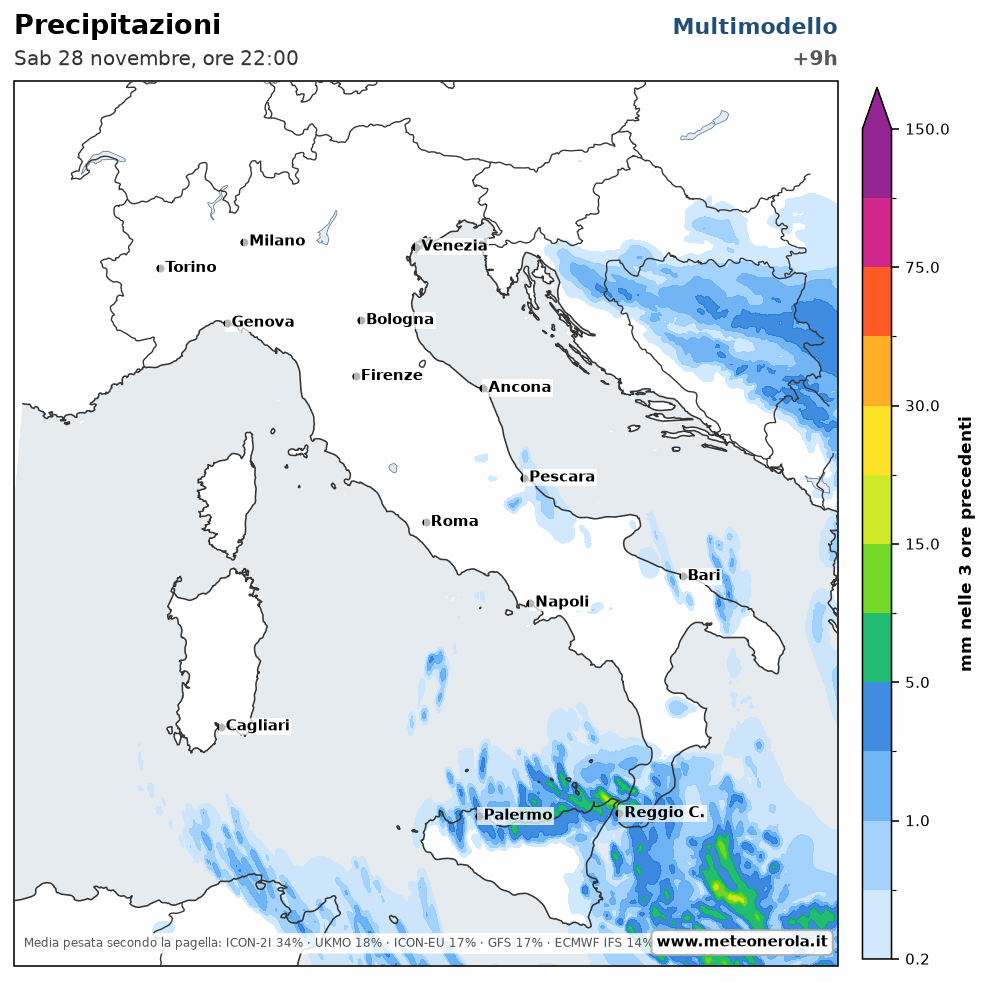 Precipitazioni
Multimodello
Sab 28 novembre, ore 22:00
+9h
150.0
75.0
30.0
15.0
5.0
1.0
0.2
mm nelle 3 ore precedenti
Milano
Venezia
Torino
Genova
Bologna
Firenze
Ancona
Pescara
Roma
Bari
Napoli
Cagliari
Palermo
Reggio C.
Media pesata secondo la pagella: ICON-2I 34% · UKMO 18% · ICON-EU 17% · GFS 17% · ECMWF IFS 14%
www.meteonerola.it